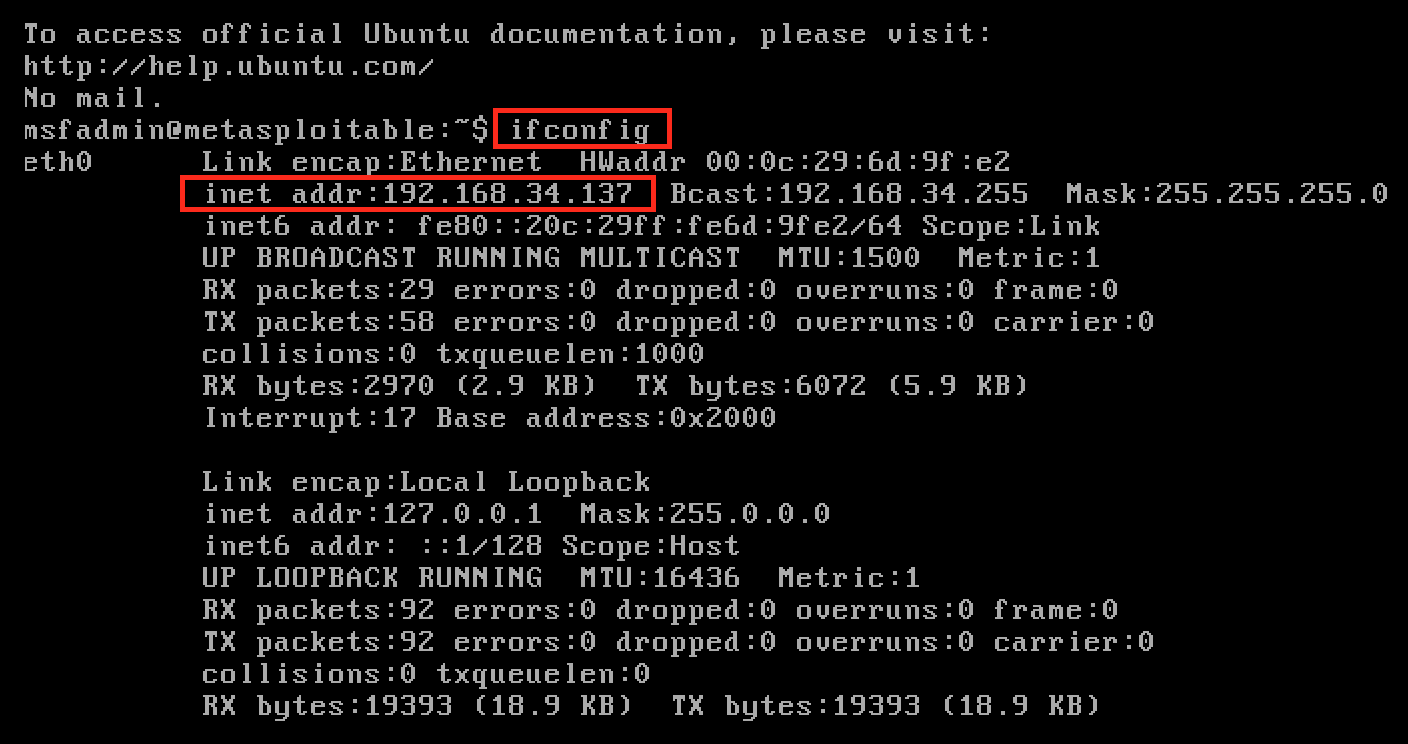 To access official Ubuntu documentation, please visit:
http://help.ubuntu.com/
No mail.
msfadmin@metasploitable:~$ ifconfig
eth0 Link encap:Ethernet HWaddr 00:0c:29:6d:9f:e2
inet addr:192.168.34.137 Bcast:192.168.34.255 Mask:255.255.255.0
inet6 addr: fe80::20c:29ff:fe6d:9fe2/64 Scope:Link
UP BROADCAST RUNNING MULTICAST MTU:1500 Metric:1
RX packets:29 errors:0 dropped:0 overruns:0 frame:0
TX packets:58 errors:0 dropped:0 overruns:0 carrier:0
collisions:0 txqueuelen:1000
RX bytes:2970 (2.9 KB) TX bytes:6072 (5.9 KB)
Interrupt:17 Base address:0x2000
Link encap:Local Loopback
inet addr:127.0.0.1 Mask:255.0.0.0
inet6 addr: ::1/128 Scope:Host
UP LOOPBACK RUNNING MTU:16436 Metric:1
RX packets:92 errors:0 dropped:0 overruns:0 frame:0
TX packets:92 errors:0 dropped:0 overruns:0 carrier:0
collisions:0 txqueuelen:0
RX bytes:19393 (18.9 KB) TX bytes:19393 (18.9 KB)